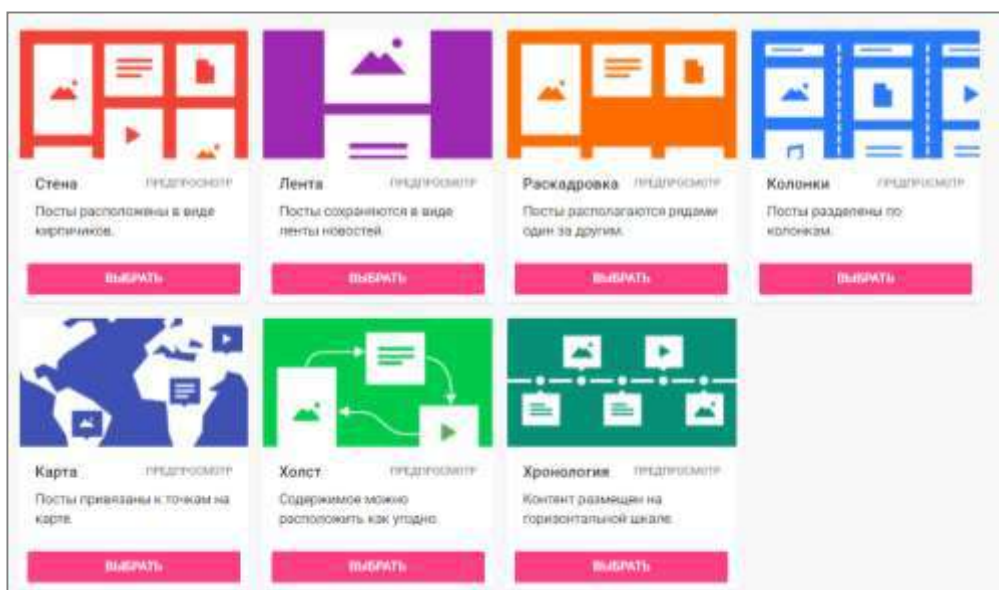 Стена ПРЕДПРОСМОТР
Посты расположены в виде
кирпичиков.
ВЫБРАТЬ
Лента ПРЕДПРОСМОТР
Посты сохраняются в виде
ленты новостей.
ВЫБРАТЬ
Раскадровка ПРЕДПРОСМОТР
Посты располагаются рядами
один за другим.
ВЫБРАТЬ
Колонки ПРЕДПРОСМОТР
Посты разделены по
колонкам.
ВЫБРАТЬ
Карта ПРЕДПРОСМОТР
Посты привязаны к точкам на
карте.
ВЫБРАТЬ
Холст ПРЕДПРОСМОТР
Содержимое можно
расположить как угодно.
ВЫБРАТЬ
Хронология ПРЕДПРОСМОТР
Контент размещен на
горизонтальной шкале.
ВЫБРАТЬ